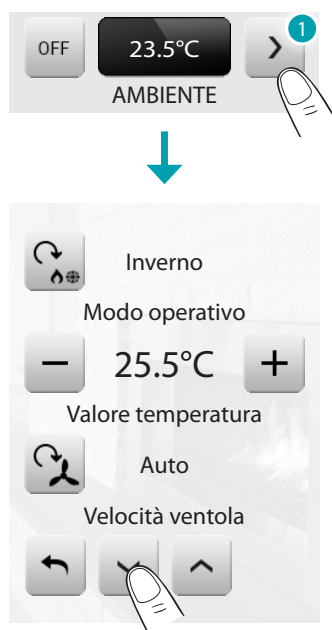 OFF 23.5°C 1
AMBIENTE
Inverno
Modo operativo
− 25.5°C +
Valore temperatura
Auto
Velocità ventola